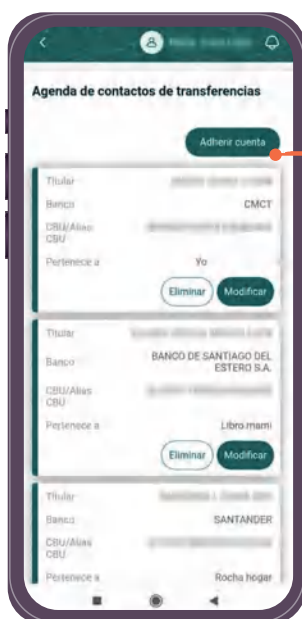 Agenda de contactos de transferencias
Adherir cuenta
Titular
Banco CMCT
CBU/Alias
CBU
Pertenece a Yo
Eliminar Modificar
Titular
Banco BANCO DE SANTIAGO DEL
ESTERO S.A.
CBU/Alias
CBU
Pertenece a Libro mami
Eliminar Modificar
Titular
Banco SANTANDER
CBU/Alias
CBU
Pertenece a Rocha hogar